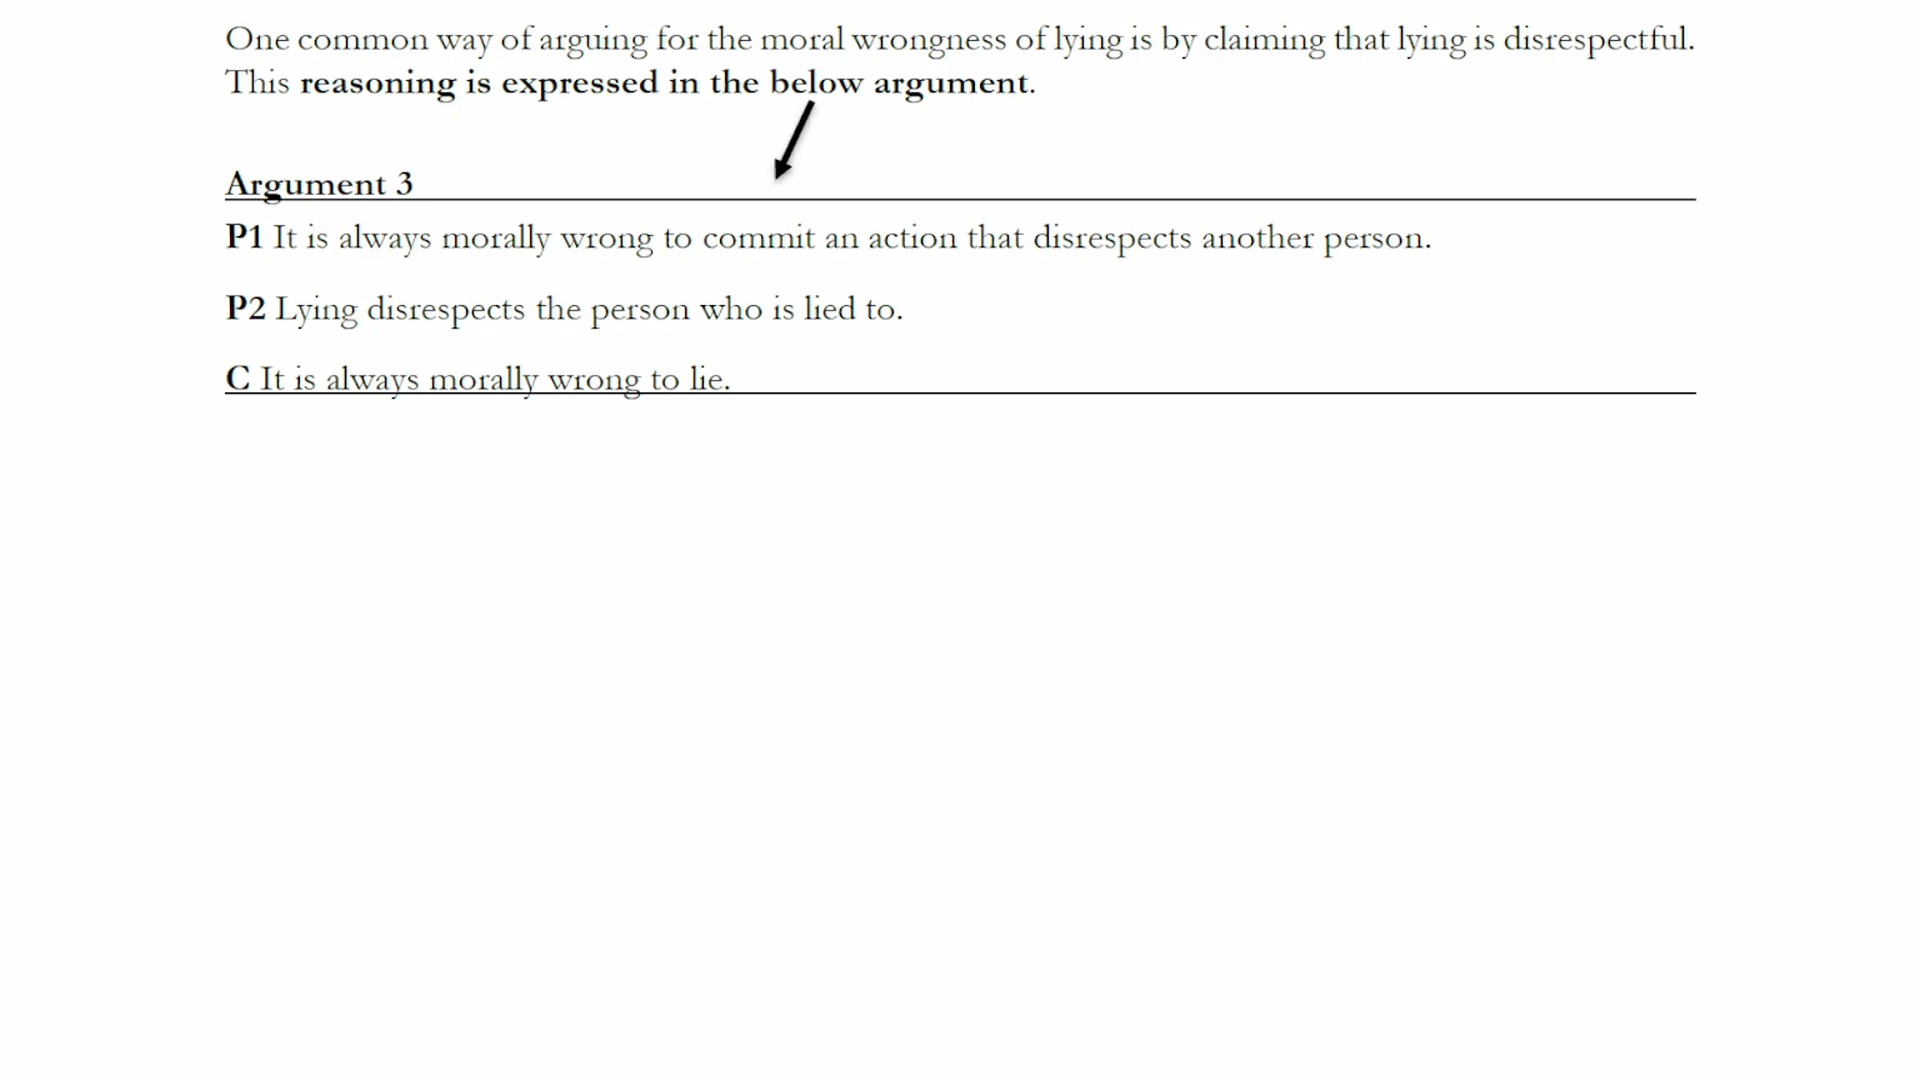 One common way of arguing for the moral wrongness of lying is by claiming that lying is disrespectful.
This reasoning is expressed in the below argument.
Argument 3
P1 It is always morally wrong to commit an action that disrespects another person.
P2 Lying disrespects the person who is lied to.
C It is always morally wrong to lie.